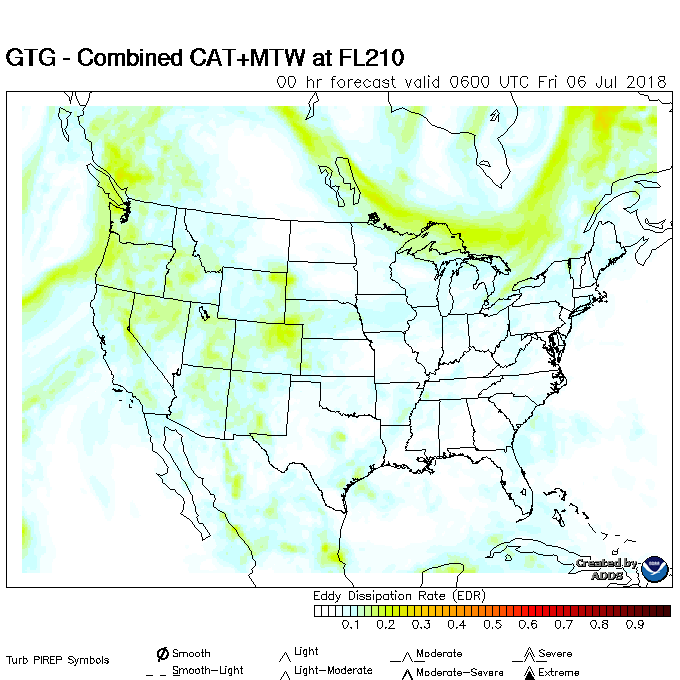 GTG - Combined CAT+MTW at FL210
00 hr forecast valid 0600 UTC Fri 06 Jul 2018
Created by
ADDS
Eddy Dissipation Rate (EDR)
0.1 0.2 0.3 0.4 0.5 0.6 0.7 0.8 0.9
Turb PIREP Symbols
Smooth
Light
Moderate
Severe
Smooth-Light
Light-Moderate
Moderate-Severe
Extreme